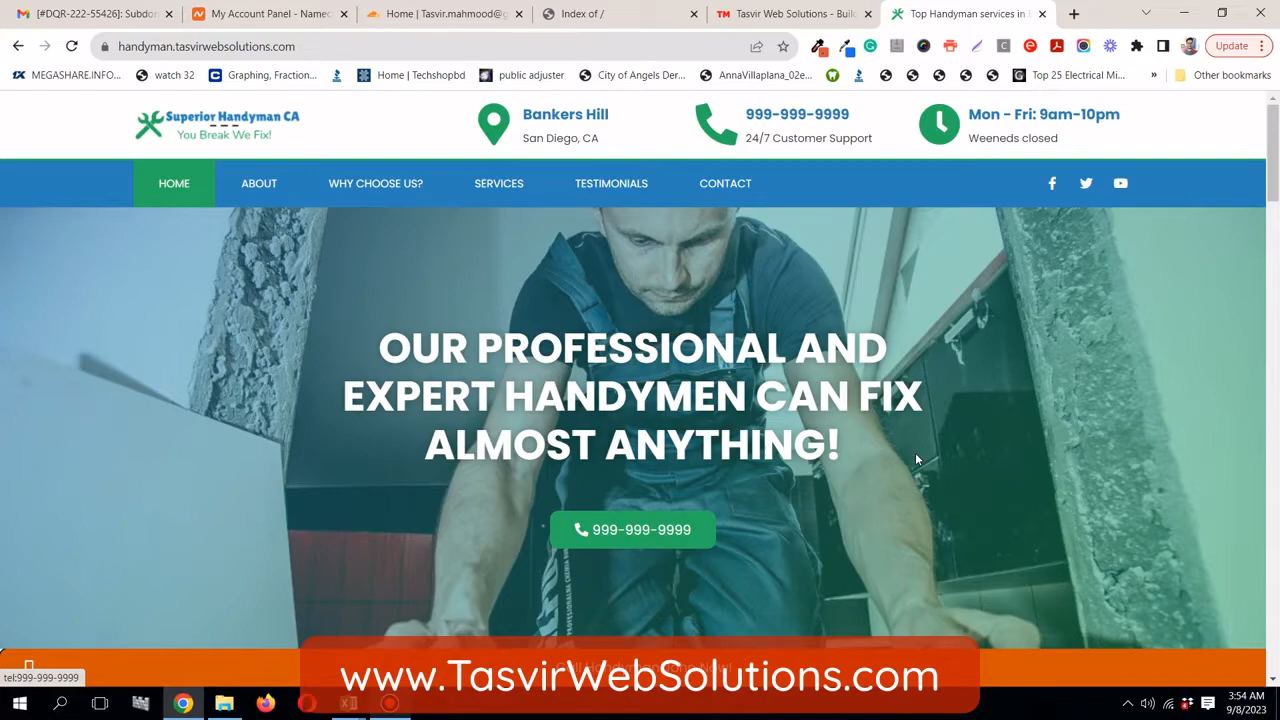 [#DQR-222-55426]: Subdon
My Account Panel - Namec
Home | Tasvir.mahmood@g
Index of /
TM Tasvir Web Solutions - Buil
Top Handyman services in
handyman.tasvirwebsolutions.com
Update
MEGASHARE.INFO...
watch 32
Graphing, Fraction...
Home | Techshopbd
public adjuster
City of Angels Der...
AnnaVillaplana_02e...
Top 25 Electrical Mi...
»
Other bookmarks
Superior Handyman CA
You Break We Fix!
Bankers Hill
San Diego, CA
999-999-9999
24/7 Customer Support
Mon - Fri: 9am-10pm
Weeneds closed
HOME
ABOUT
WHY CHOOSE US?
SERVICES
TESTIMONIALS
CONTACT
OUR PROFESSIONAL AND
EXPERT HANDYMEN CAN FIX
ALMOST ANYTHING!
999-999-9999
www.TasvirWebSolutions.com
tel:999-999-9999
3:54 AM
9/8/2023